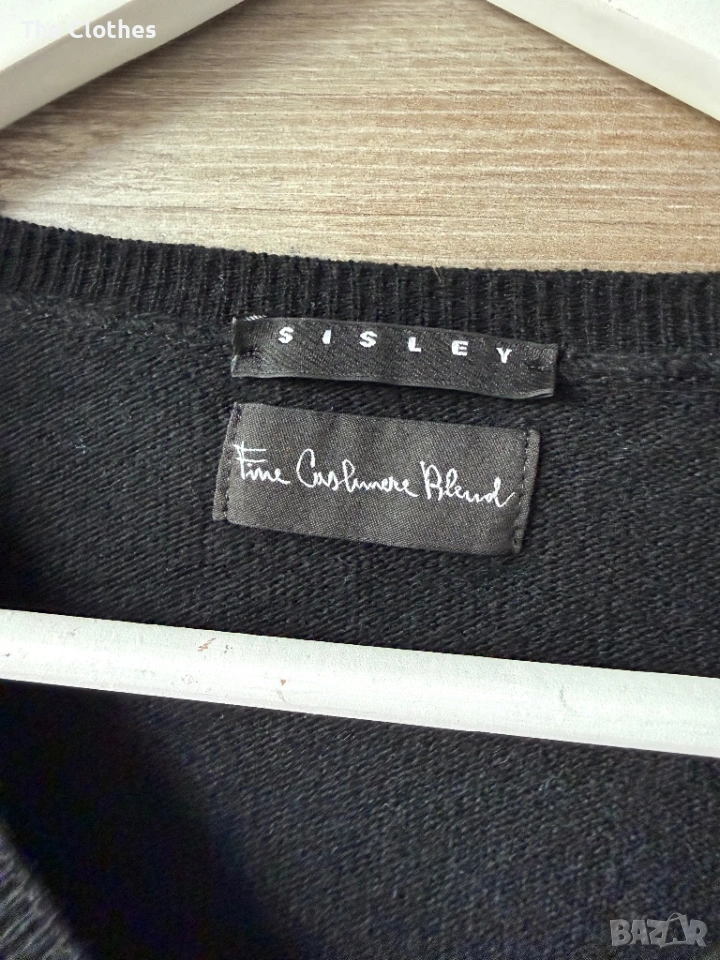 The Clothes
SISLEY
Fine Cashmere Blend
BAZAR